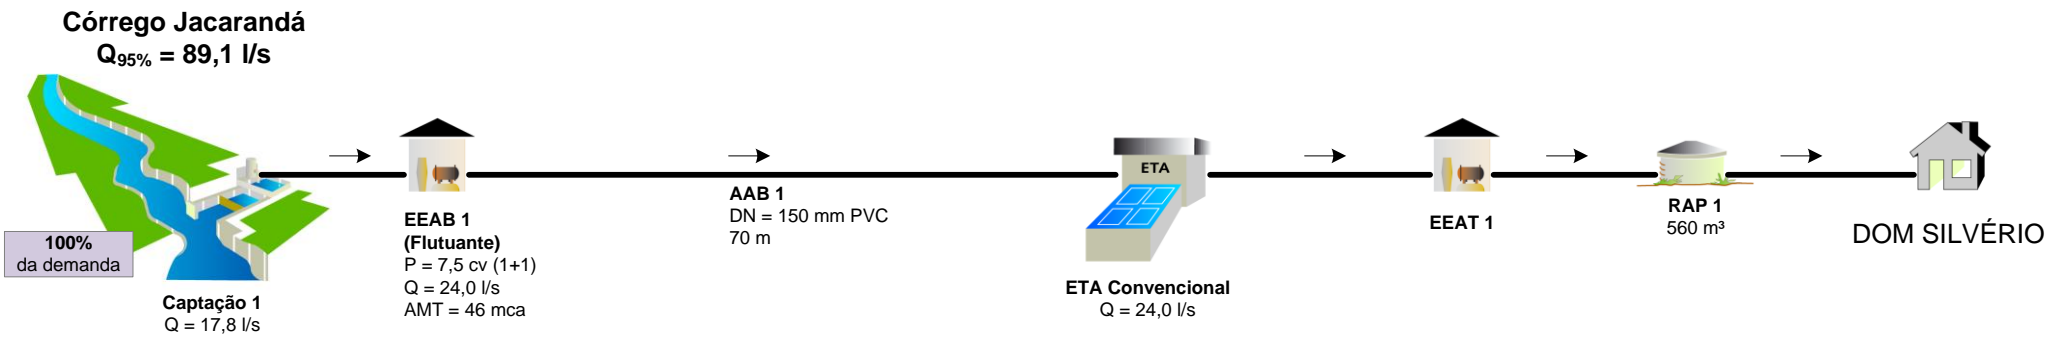 Córrego Jacarandá
Q95% = 89,1 l/s
100%
da demanda
Captação 1
Q = 17,8 l/s
EEAB 1
(Flutuante)
P = 7,5 cv (1+1)
Q = 24,0 l/s
AMT = 46 mca
AAB 1
DN = 150 mm PVC
70 m
ETA
ETA Convencional
Q = 24,0 l/s
EEAT 1
RAP 1
560 m³
DOM SILVÉRIO